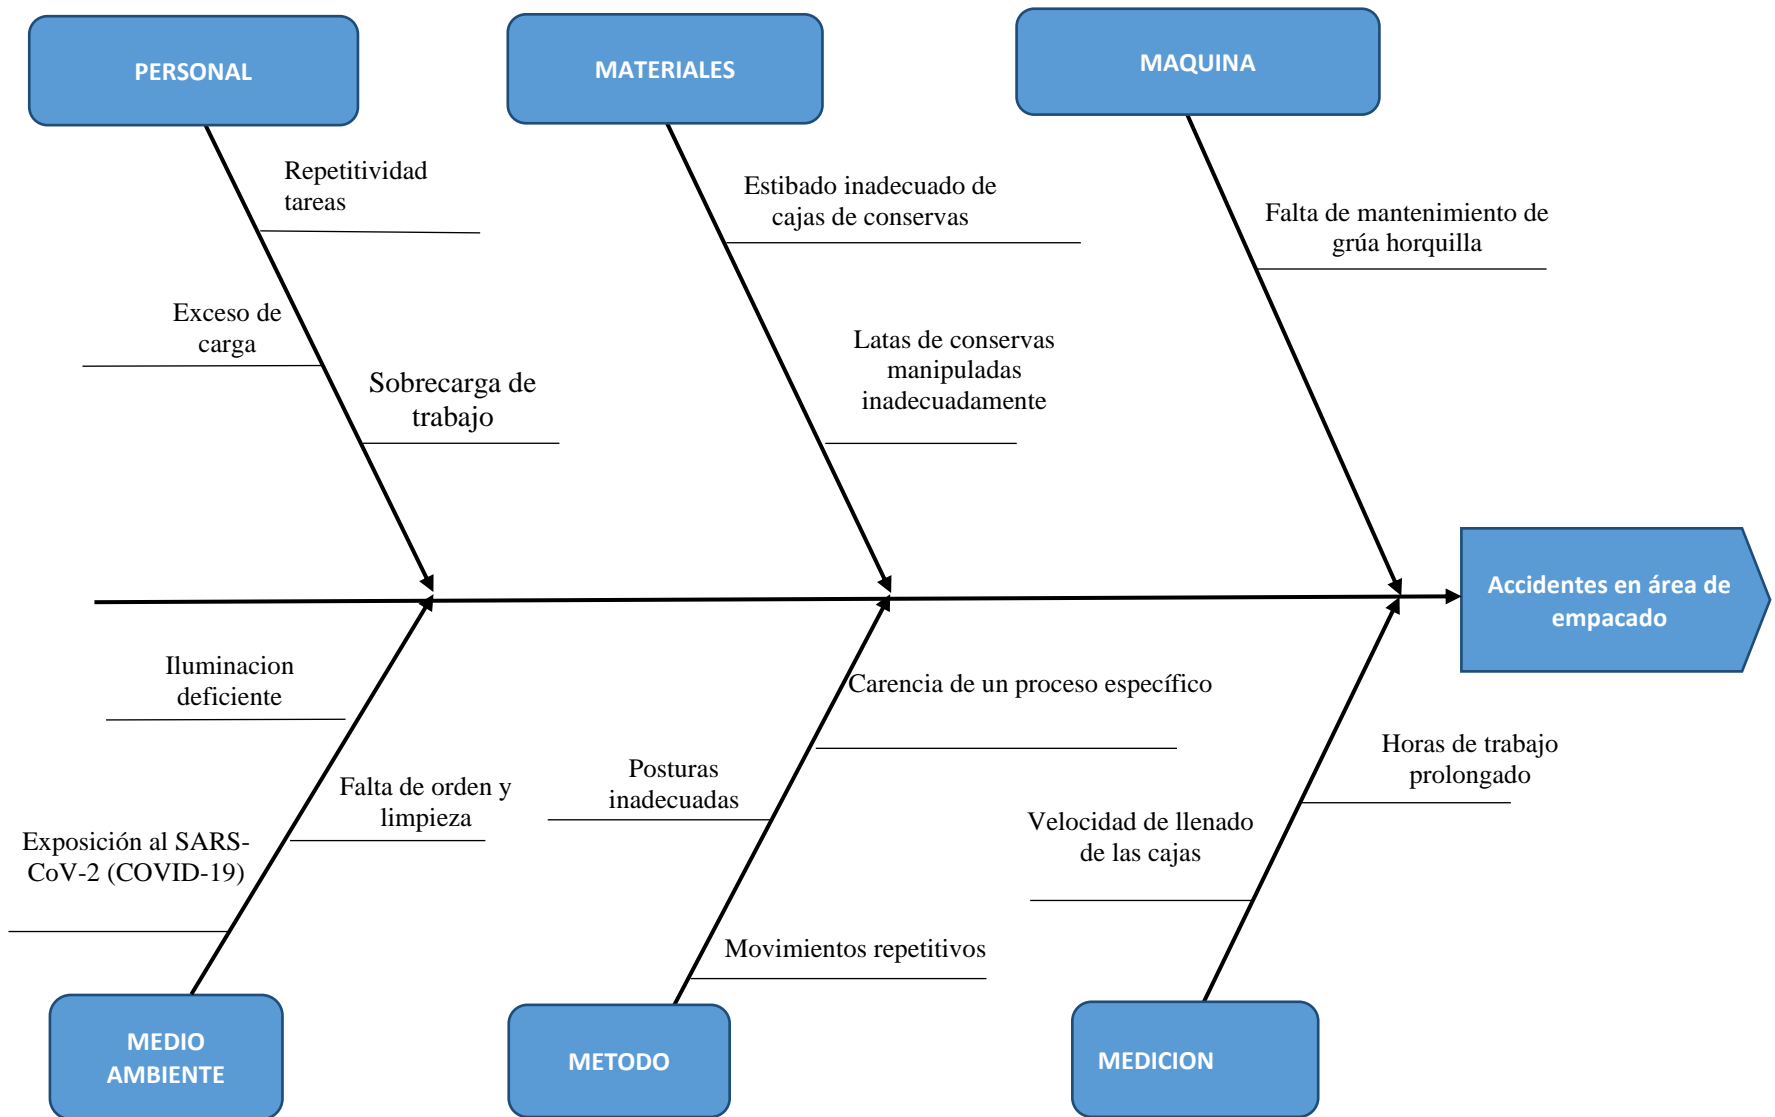 PERSONAL
MATERIALES
MAQUINA
Repetitividad
tareas
Estibado inadecuado de
cajas de conservas
Falta de mantenimiento de
grúa horquilla
Exceso de
carga
Sobrecarga de
trabajo
Latas de conservas
manipuladas
inadecuadamente
Accidentes en área de
empacado
Iluminacion
deficiente
Carencia de un proceso específico
Falta de orden y
limpieza
Posturas
inadecuadas
Horas de trabajo
prolongado
Exposición al SARS-
CoV-2 (COVID-19)
Velocidad de llenado
de las cajas
Movimientos repetitivos
MEDIO
AMBIENTE
METODO
MEDICION